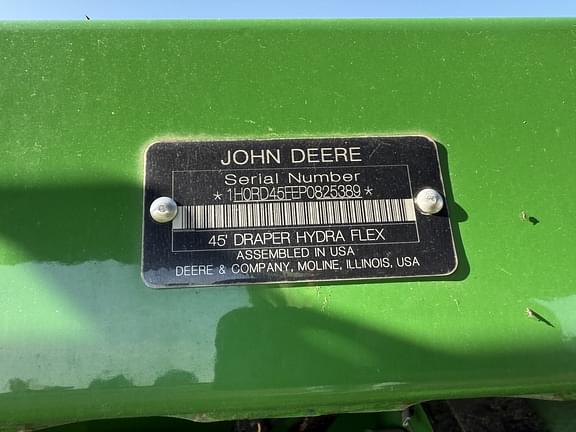 JOHN DEERE
Serial Number
*1H0RD45FEP0825389*
45' DRAPER HYDRA FLEX
ASSEMBLED IN USA
DEERE & COMPANY, MOLINE, ILLINOIS, USA